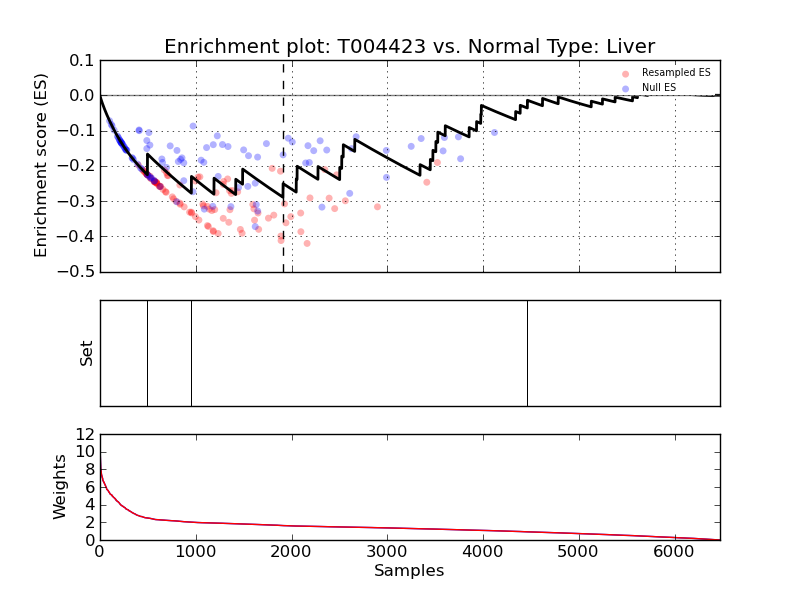 Enrichment plot: T004423 vs. Normal Type: Liver
Enrichment score (ES)
0.1
0.0
−0.1
−0.2
−0.3
−0.4
−0.5
Resampled ES
Null ES
Set
Weights
12
10
8
6
4
2
0
0 1000 2000 3000 4000 5000 6000
Samples